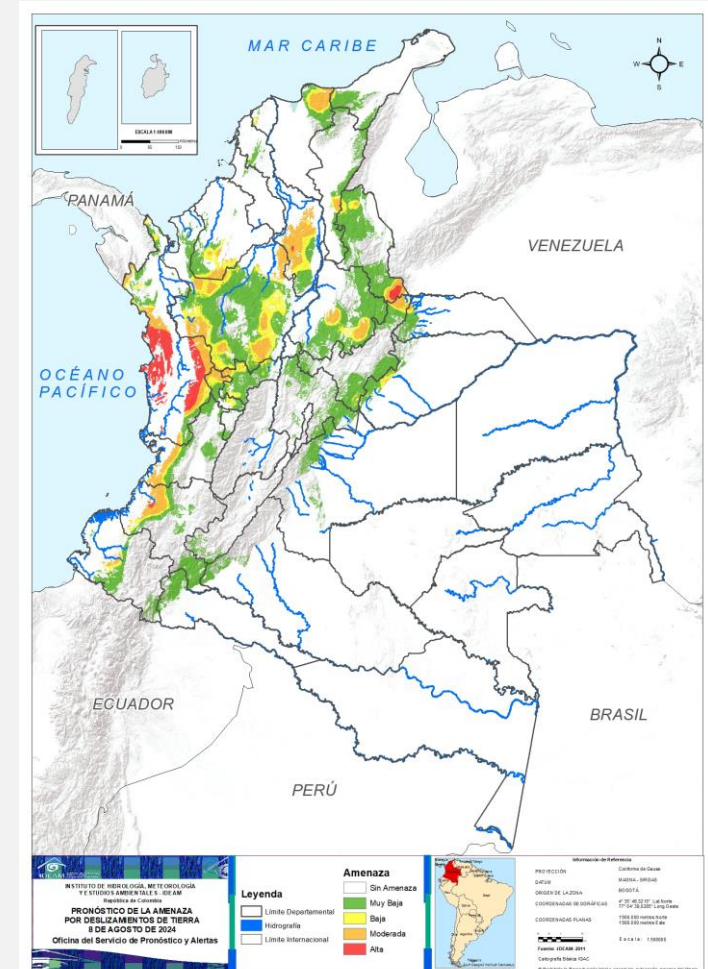 MAR CARIBE
N
W
E
S
PANAMÁ
VENEZUELA
OCÉANO
PACÍFICO
ECUADOR
BRASIL
PERÚ
IDEAM
INSTITUTO DE HIDROLOGÍA, METEOROLOGÍA
Y ESTUDIOS AMBIENTALES - IDEAM
República de Colombia
PRONÓSTICO DE LA AMENAZA
POR DESLIZAMIENTOS DE TIERRA
8 DE AGOSTO DE 2024
Oficina del Servicio de Pronóstico y Alertas
Leyenda
Límite Departamental
Hidrografía
Límite Internacional
Amenaza
Sin Amenaza
Muy Baja
Baja
Moderada
Alta
Información de Referencia
PROYECCIÓN
Conforme de Gauss
DATUM
MAGNA - SIRGAS
ORIGEN DE LA ZONA
BOGOTÁ
COORDENADAS GEOGRÁFICAS
COORDENADAS PLANAS
Fuente: IDEAM 2011
Cartografía Básica IGAC